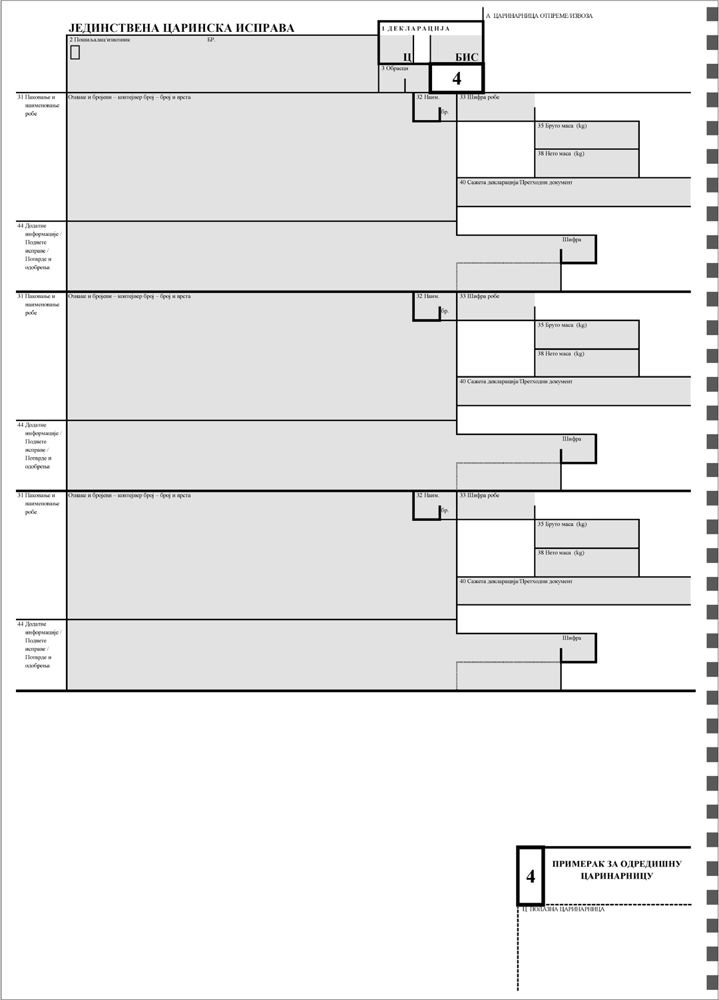 А ЦАРИНАРНИЦА ОТПРЕМЕ/ИЗВОЗА
ЈЕДИНСТВЕНА ЦАРИНСКА ИСПРАВА
1 ДЕКЛАРАЦИЈА
2 Пошиљалац/извозник БР.
Ц БИС
3 Обрасци
4
31 Паковање и
наименовање
робе
Ознаке и бројеви – контејнер број – број и врста
32 Наим.
бр.
33 Шифра робе
35 Бруто маса (kg)
38 Нето маса (kg)
40 Сажета декларација/Претходни документ
44 Додатне
информације /
Поднете
исправе /
Потврде и
одобрења
Шифра
31 Паковање и
наименовање
робе
Ознаке и бројеви – контејнер број – број и врста
32 Наим.
бр.
33 Шифра робе
35 Бруто маса (kg)
38 Нето маса (kg)
40 Сажета декларација/Претходни документ
44 Додатне
информације /
Поднете
исправе /
Потврде и
одобрења
Шифра
31 Паковање и
наименовање
робе
Ознаке и бројеви – контејнер број – број и врста
32 Наим.
бр.
33 Шифра робе
35 Бруто маса (kg)
38 Нето маса (kg)
40 Сажета декларација/Претходни документ
44 Додатне
информације /
Поднете
исправе /
Потврде и
одобрења
Шифра
4
ПРИМЕРАК ЗА ОДРЕДИШНУ
ЦАРИНАРНИЦУ
Ц ПОЛАЗНА ЦАРИНАРНИЦА